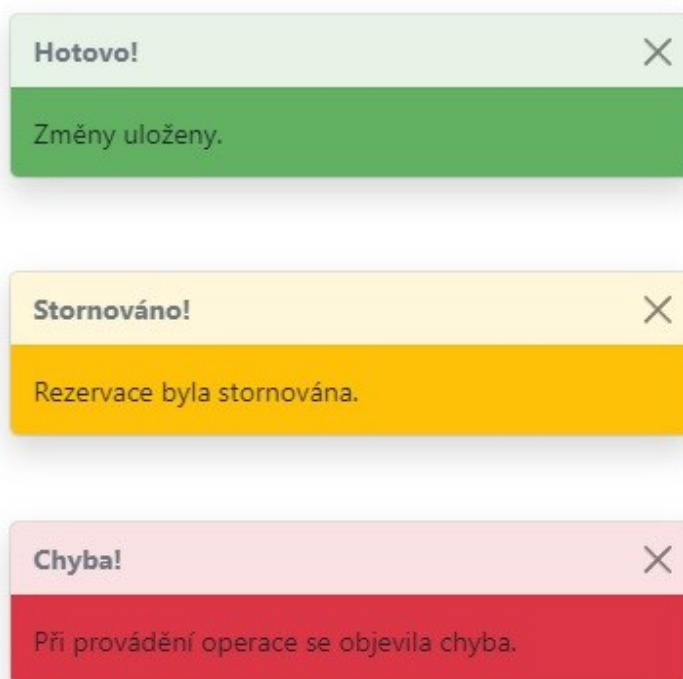 Hotovo!
Změny uloženy.
Stornováno!
Rezervace byla stornována.
Chyba!
Při provádění operace se objevila chyba.